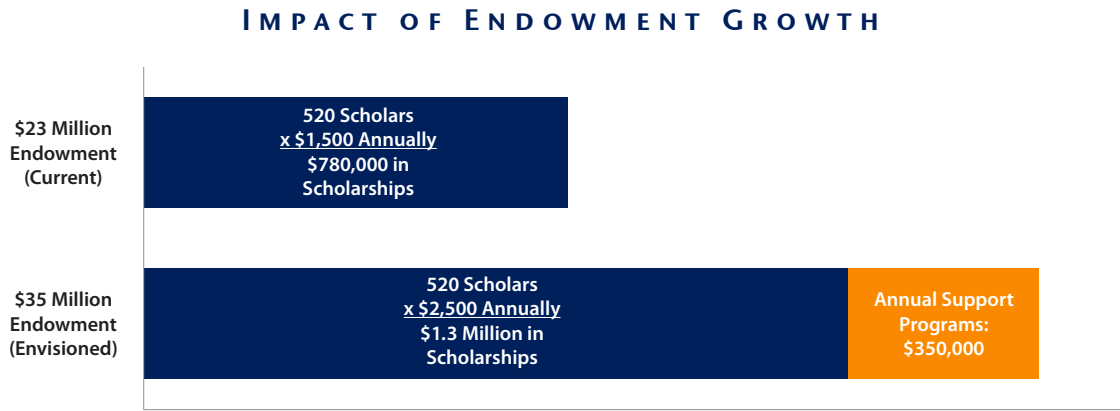 Impact of Endowment Growth
$23 Million
Endowment
(Current)
520 Scholars
x $1,500 Annually
$780,000 in
Scholarships
$35 Million
Endowment
(Envisioned)
520 Scholars
x $2,500 Annually
$1.3 Million in
Scholarships
Annual Support
Programs:
$350,000